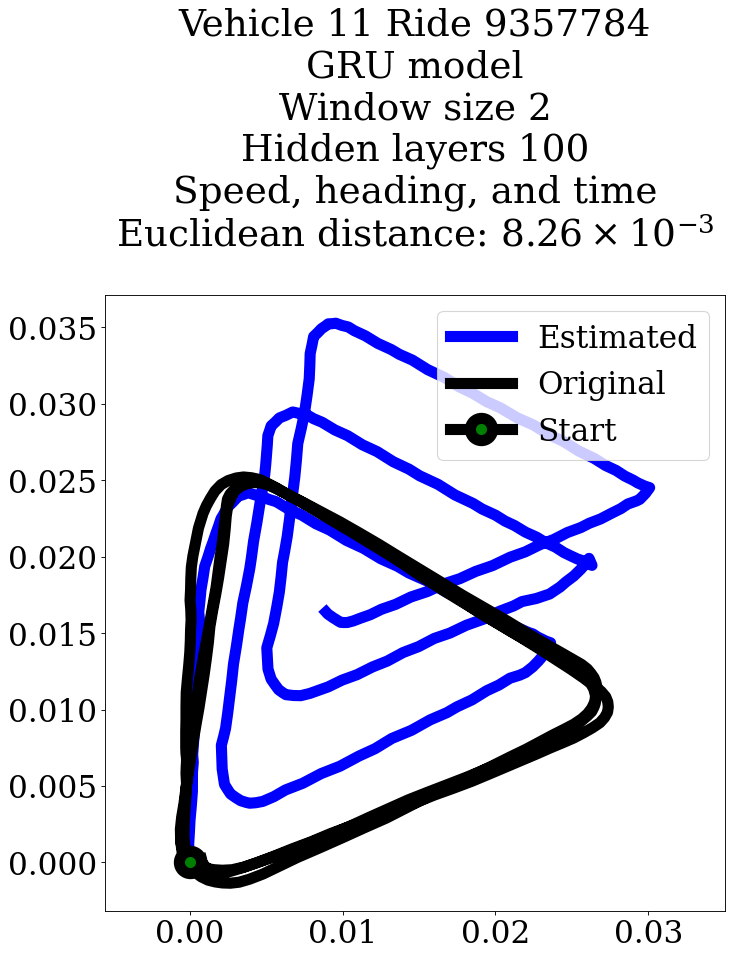 Vehicle 11 Ride 9357784
GRU model
Window size 2
Hidden layers 100
Speed, heading, and time
Euclidean distance: 8.26 × 10⁻³
Estimated
Original
Start
0.035
0.030
0.025
0.020
0.015
0.010
0.005
0.000
0.00 0.01 0.02 0.03